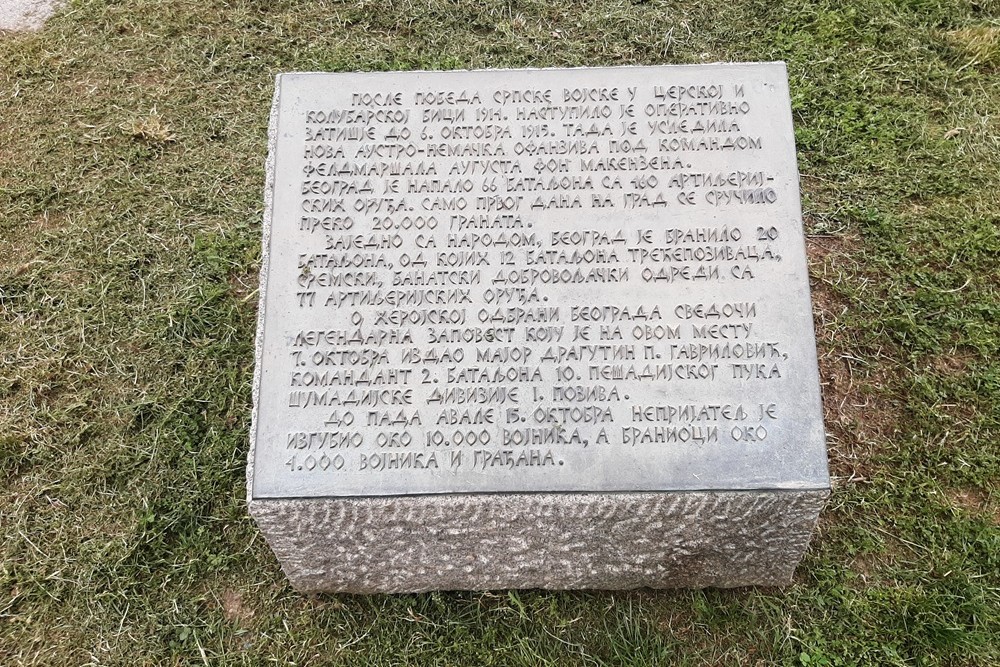 ПОСЛЕ ПОБЕДА СРПСКЕ ВОЈСКЕ У ЦЕРСКОЈ И
КОЛУБАРСКОЈ БИЦИ 1914. НАСТУПИЛО ЈЕ ОПЕРАТИВНО
ЗАТИШЈЕ ДО 6. ОКТОБРА 1915. ТАДА ЈЕ УСЛЕДИЛА
НОВА АУСТРО-НЕМАЧКА ОФАНЗИВА ПОД КОМАНДОМ
ФЕЛДМАРШАЛА АУГУСТА ФОН МАКЕНЗЕНА.
БЕОГРАД ЈЕ НАПАЛО 66 БАТАЉОНА СА 460 АРТИЉЕРИЈ-
СКИХ ОРУЂА. САМО ПРВОГ ДАНА НА ГРАД СЕ СРУЧИЛО
ПРЕКО 20.000 ГРАНАТА.
ЗАЈЕДНО СА НАРОДОМ, БЕОГРАД ЈЕ БРАНИЛО 20
БАТАЉОНА, ОД КОЈИХ 12 БАТАЉОНА ТРЕЋЕПОЗИВАЦА,
СРЕМСКИ, БАНАТСКИ ДОБРОВОЉАЧКИ ОДРЕДИ СА
77 АРТИЉЕРИЈСКИХ ОРУЂА.
О ХЕРОЈСКОЈ ОДБРАНИ БЕОГРАДА СВЕДОЧИ
ЛЕГЕНДАРНА ЗАПОВЕСТ КОЈУ ЈЕ НА ОВОМ МЕСТУ
7. ОКТОБРА ИЗДАО МАЈОР ДРАГУТИН П. ГАВРИЛОВИЋ,
КОМАНДАНТ 2. БАТАЉОНА 10. ПЕШАДИЈСКОГ ПУКА
ШУМАДИЈСКЕ ДИВИЗИЈЕ 1. ПОЗИВА.
ДО ПАДА АВАЛЕ 15. ОКТОБРА НЕПРИЈАТЕЉ ЈЕ
ИЗГУБИО ОКО 10.000 ВОЈНИКА, А БРАНИОЦИ ОКО
4.000 ВОЈНИКА И ГРАЂАНА.